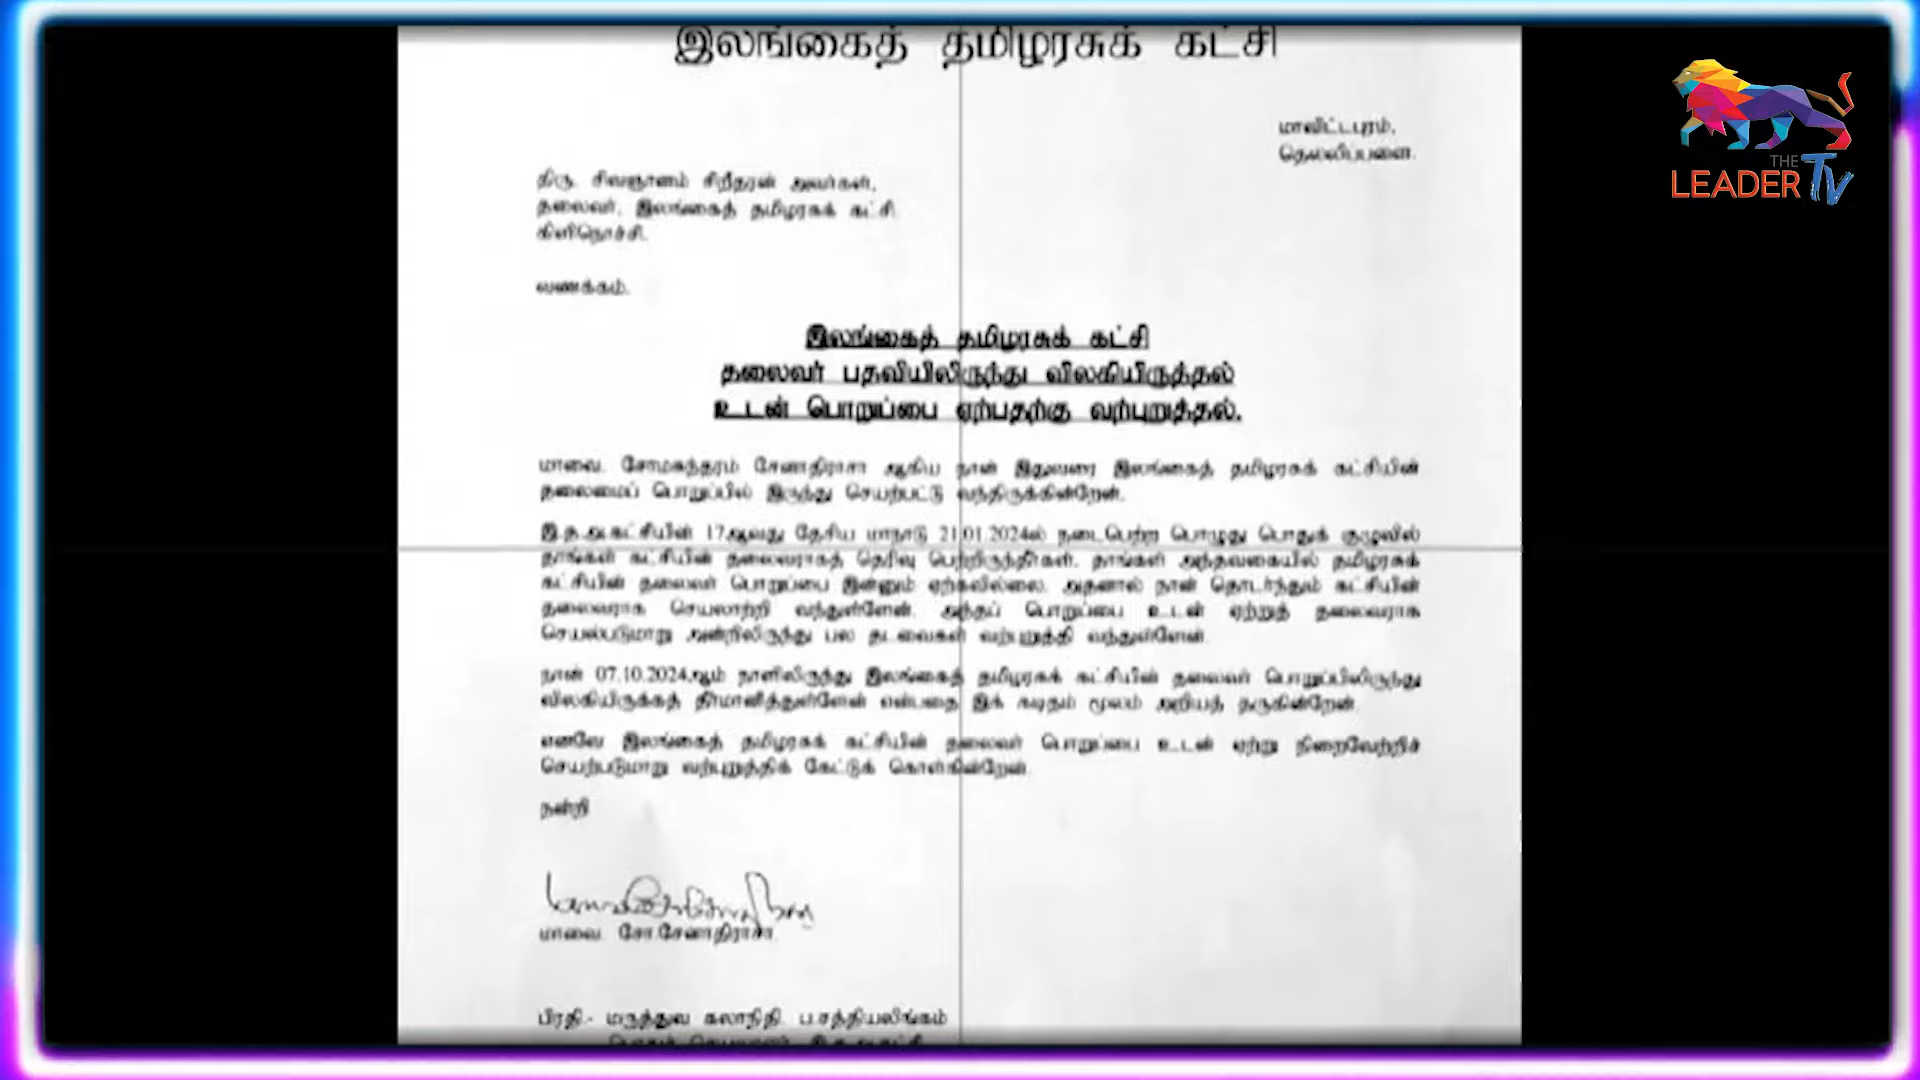 இலங்கைத் தமிழரசுக் கட்சி
THE
LEADER TV
மாவிட்டபுரம்,
தெல்லிப்பளை.
திரு. சிவஞானம் சிறீதரன் அவர்கள்,
தலைவர், இலங்கைத் தமிழரசுக் கட்சி.
கிளிநொச்சி.
வணக்கம்.
இலங்கைத் தமிழரசுக் கட்சி
தலைவர் பதவியிலிருந்து விலகியிருத்தல்
உடன் பொறுப்பை ஏற்பதற்கு வற்புறுத்தல்.
மாவை. சோமசுந்தரம் சேனாதிராசா ஆகிய நான் இதுவரை இலங்கைத் தமிழரசுக் கட்சியின்
தலைமைப் பொறுப்பில் இருந்து செயற்பட்டு வந்திருக்கின்றேன்.
இ.த.அ.கட்சியின் 17ஆவது தேசிய மாநாடு 21.01.2024ல் நடைபெற்ற பொழுது பொதுக் குழுவில்
தாங்கள் கட்சியின் தலைவராகத் தெரிவு பெற்றிருந்தீர்கள். தாங்கள் அந்தவகையில் தமிழரசுக்
கட்சியின் தலைவர் பொறுப்பை இன்னும் ஏற்கவில்லை. அதனால் நான் தொடர்ந்தும் கட்சியின்
தலைவராக செயலாற்றி வந்துள்ளேன். அந்தப் பொறுப்பை உடன் ஏற்றுத் தலைவராக
செயல்படுமாறு அன்றிலிருந்து பல தடவைகள் வற்புறுத்தி வந்துள்ளேன்.
நான் 07.10.2024ஆம் நாளிலிருந்து இலங்கைத் தமிழரசுக் கட்சியின் தலைவர் பொறுப்பிலிருந்து
விலகியிருக்கத் தீர்மானித்துள்ளேன் என்பதை இக் கடிதம் மூலம் அறியத் தருகின்றேன்.
எனவே இலங்கைத் தமிழரசுக் கட்சியின் தலைவர் பொறுப்பை உடன் ஏற்று நிறைவேற்றிச்
செயற்படுமாறு வற்புறுத்திக் கேட்டுக் கொள்கின்றேன்.
நன்றி
மாவை. சோ.சேனாதிராசா.
பிரதி:- மருத்துவ கலாநிதி. ப.சத்தியலிங்கம்